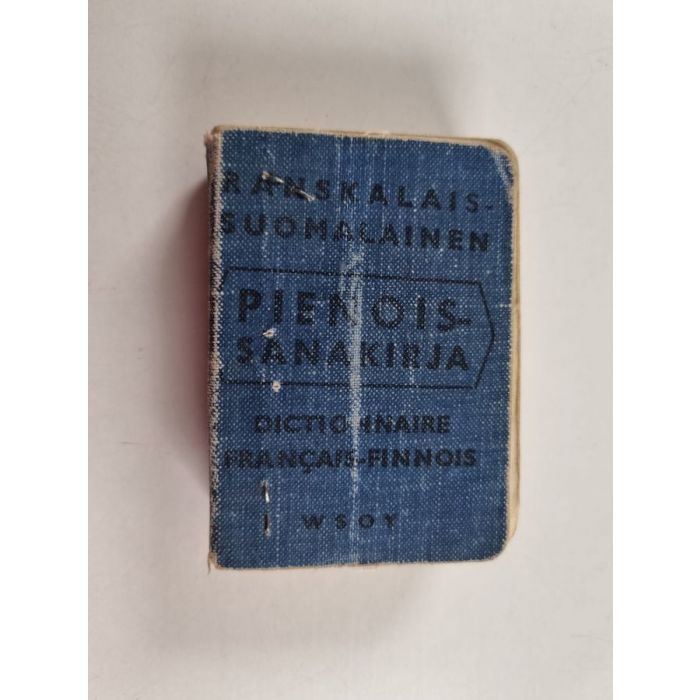 RANSKALAIS-
SUOMALAINEN
PIENOIS-
SANAKIRJA
DICTIONNAIRE
FRANÇAIS-FINNOIS
WSOY